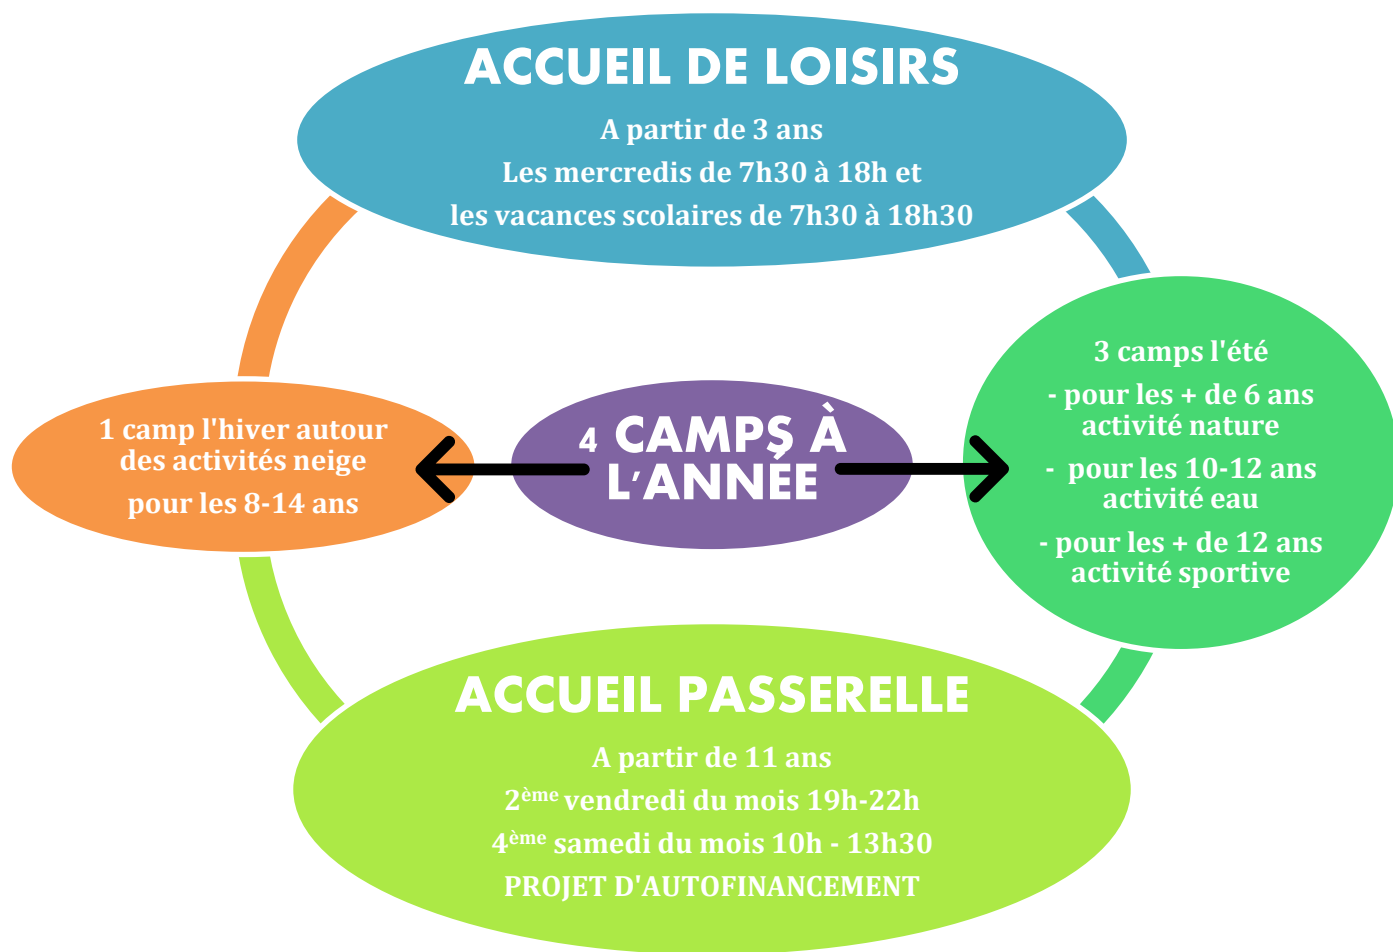 ACCUEIL DE LOISIRS
A partir de 3 ans
Les mercredis de 7h30 à 18h et
les vacances scolaires de 7h30 à 18h30
1 camp l'hiver autour
des activités neige
pour les 8-14 ans
4 CAMPS À
L'ANNÉE
3 camps l'été
- pour les + de 6 ans
activité nature
- pour les 10-12 ans
activité eau
- pour les + de 12 ans
activité sportive
ACCUEIL PASSERELLE
A partir de 11 ans
2ème vendredi du mois 19h-22h
4ème samedi du mois 10h - 13h30
PROJET D'AUTOFINANCEMENT